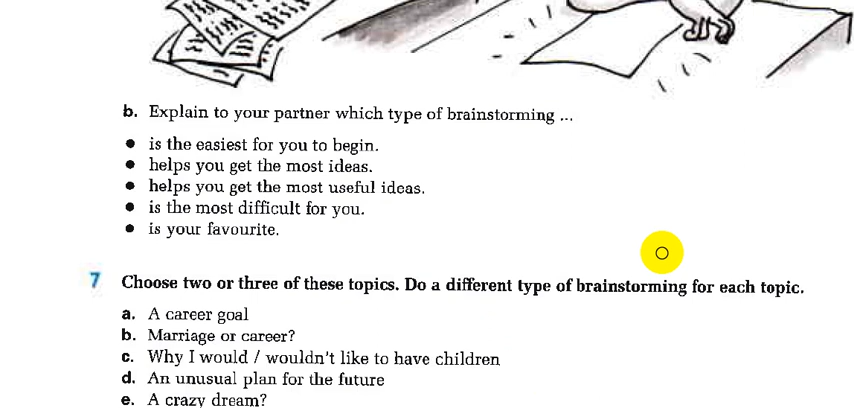 b. Explain to your partner which type of brainstorming ...
● is the easiest for you to begin.
● helps you get the most ideas.
● helps you get the most useful ideas.
● is the most difficult for you.
● is your favourite.
7 Choose two or three of these topics. Do a different type of brainstorming for each topic.
a. A career goal
b. Marriage or career?
c. Why I would / wouldn't like to have children
d. An unusual plan for the future
e. A crazy dream?